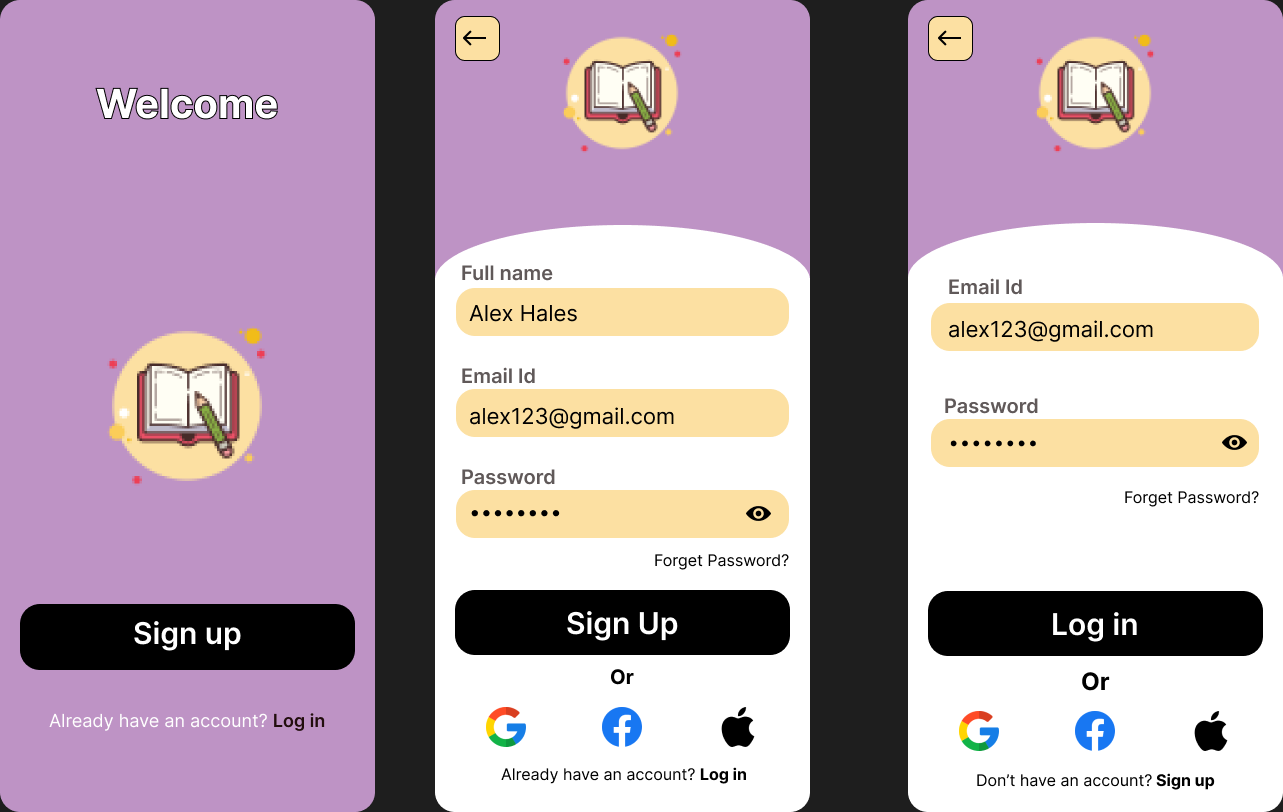 Welcome
Sign up
Already have an account? Log in
Full name
Alex Hales
Email Id
alex123@gmail.com
Password
••••••••
Forget Password?
Sign Up
Or
Already have an account? Log in
Email Id
alex123@gmail.com
Password
••••••••
Forget Password?
Log in
Or
Don’t have an account? Sign up